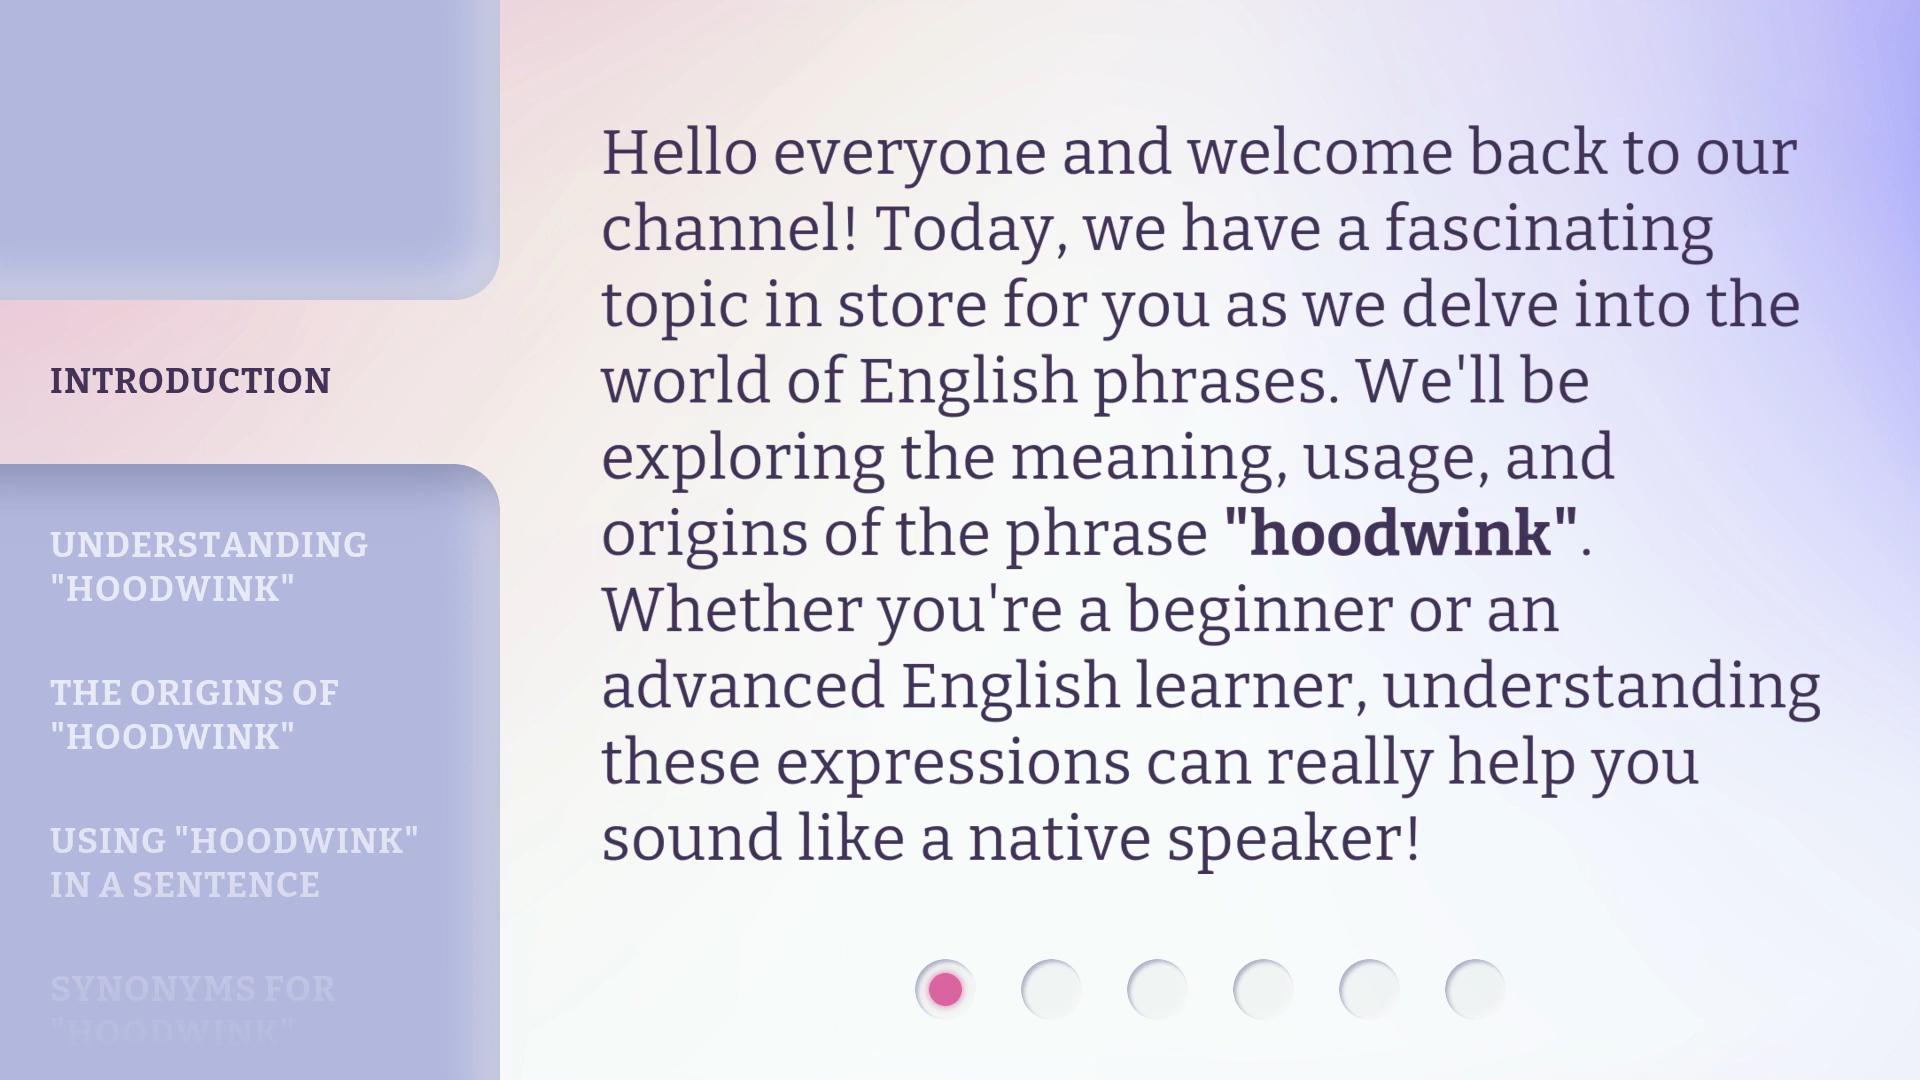 INTRODUCTION
UNDERSTANDING
"HOODWINK"
THE ORIGINS OF
"HOODWINK"
USING "HOODWINK"
IN A SENTENCE
SYNONYMS FOR
"HOODWINK"
Hello everyone and welcome back to our
channel! Today, we have a fascinating
topic in store for you as we delve into the
world of English phrases. We'll be
exploring the meaning, usage, and
origins of the phrase "hoodwink".
Whether you're a beginner or an
advanced English learner, understanding
these expressions can really help you
sound like a native speaker!